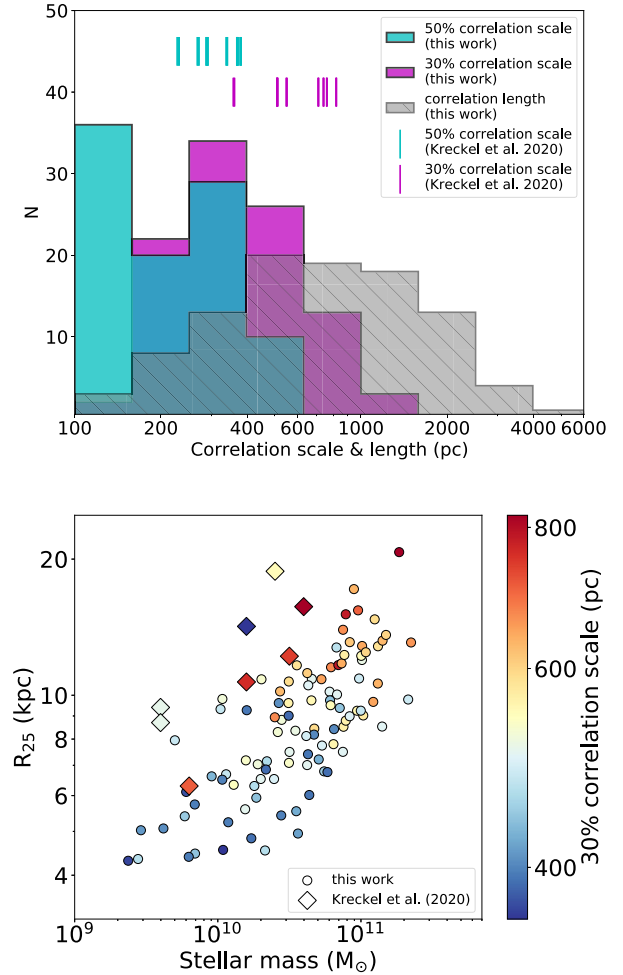 50
40
30
20
10
N
50% correlation scale
(this work)
30% correlation scale
(this work)
correlation length
(this work)
50% correlation scale
(Kreckel et al. 2020)
30% correlation scale
(Kreckel et al. 2020)
100 200 400 600 1000 2000 4000 6000
Correlation scale & length (pc)
20
10
8
6
4
R25 (kpc)
this work
Kreckel et al. (2020)
10^9 10^10 10^11
Stellar mass (M⊙)
800
600
400
30% correlation scale (pc)